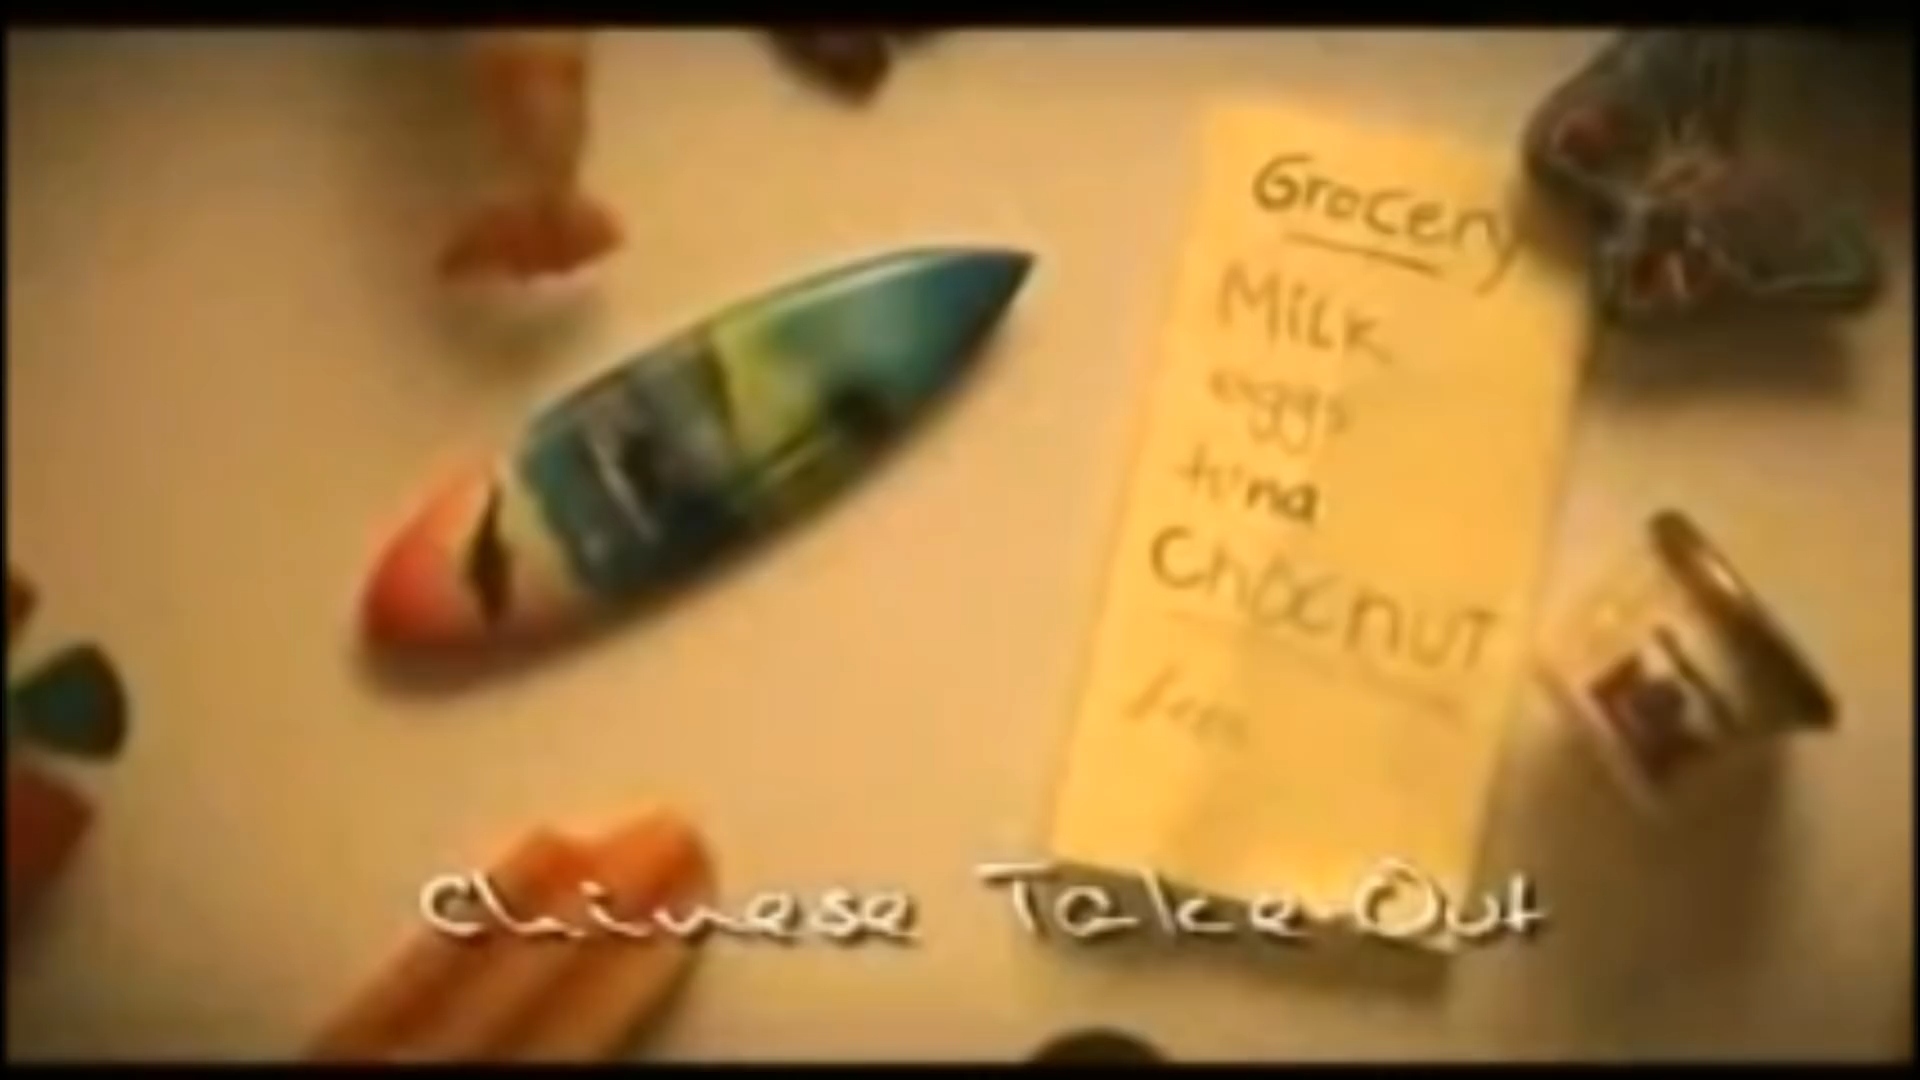 Grocery
Milk
eggs
tuna
Chocnut
Chinese Take-Out